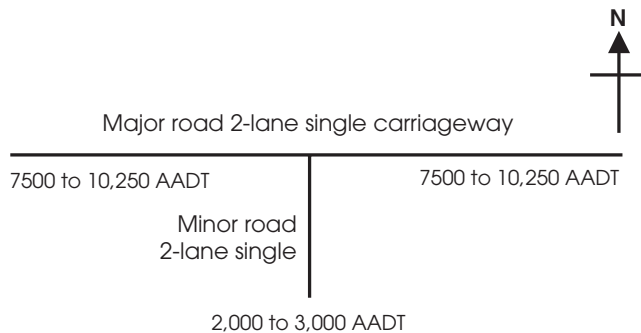 N
Major road 2-lane single carriageway
7500 to 10,250 AADT
7500 to 10,250 AADT
Minor road
2-lane single
2,000 to 3,000 AADT